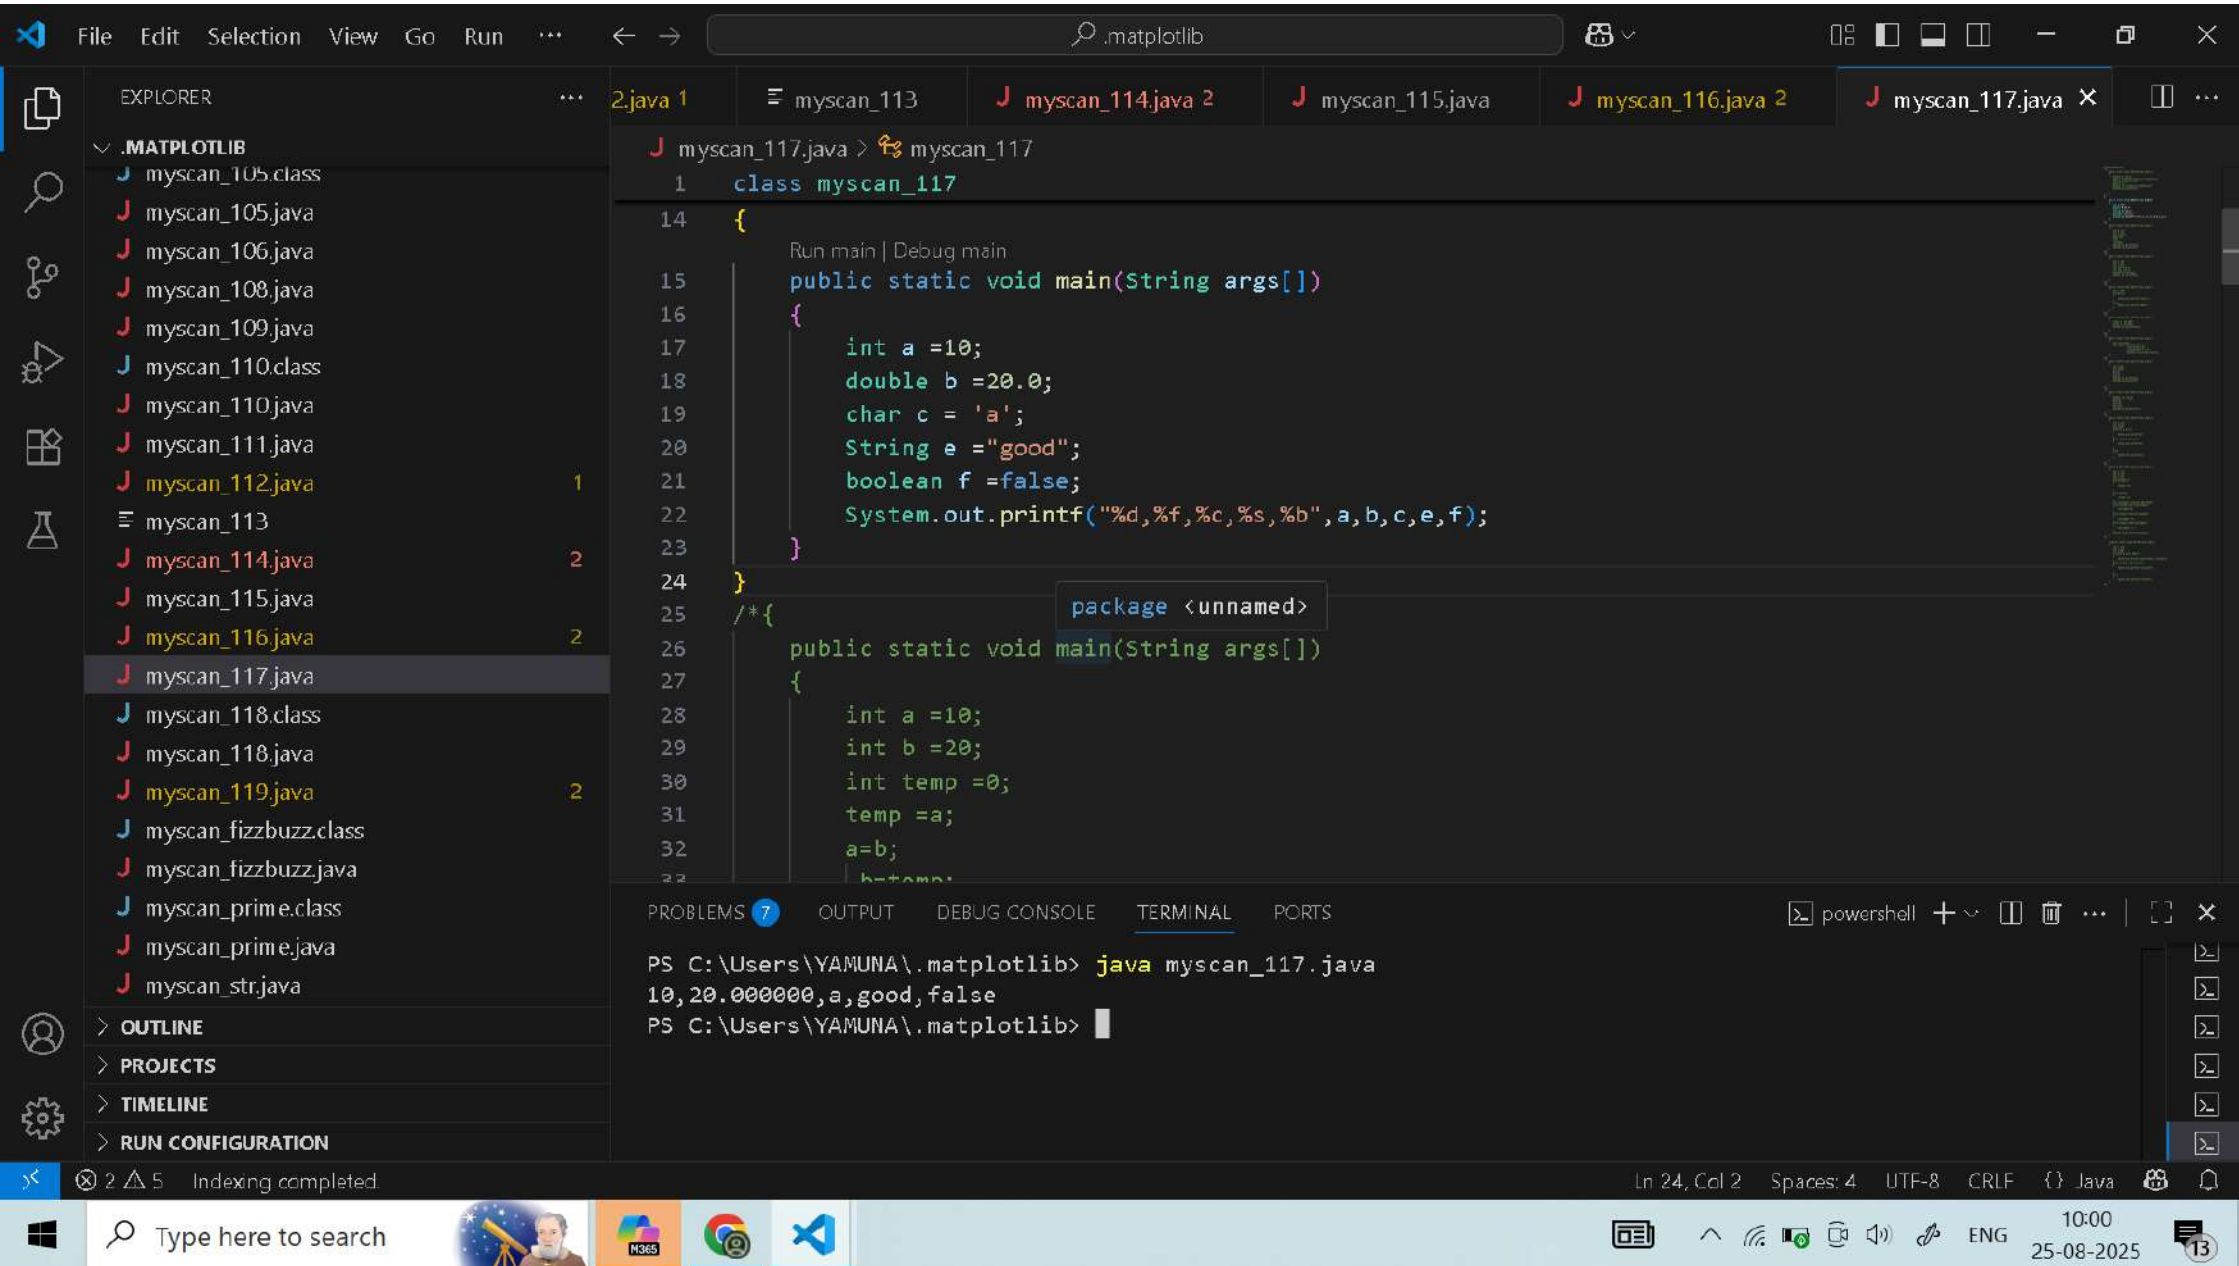 File Edit Selection View Go Run ··· .matplotlib
EXPLORER ···
2.java 1 myscan_113 myscan_114.java 2 myscan_115.java myscan_116.java 2 myscan_117.java
.MATPLOTLIB
myscan_105.class
myscan_105.java
myscan_106.java
myscan_108.java
myscan_109.java
myscan_110.class
myscan_110.java
myscan_111.java
myscan_112.java 1
myscan_113
myscan_114.java 2
myscan_115.java
myscan_116.java 2
myscan_117.java
myscan_118.class
myscan_118.java
myscan_119.java 2
myscan_fizzbuzz.class
myscan_fizzbuzz.java
myscan_prime.class
myscan_prime.java
myscan_str.java
OUTLINE
PROJECTS
TIMELINE
RUN CONFIGURATION
myscan_117.java > myscan_117
1 class myscan_117
14 {
Run main | Debug main
15 public static void main(String args[])
16 {
17 int a =10;
18 double b =20.0;
19 char c = 'a';
20 String e ="good";
21 boolean f =false;
22 System.out.printf("%d,%f,%c,%s,%b",a,b,c,e,f);
23 }
24 }
package <unnamed>
25 /*{
26 public static void main(String args[])
27 {
28 int a =10;
29 int b =20;
30 int temp =0;
31 temp =a;
32 a=b;
33 b=temp;
PROBLEMS 7 OUTPUT DEBUG CONSOLE TERMINAL PORTS powershell
PS C:\Users\YAMUNA\.matplotlib> java myscan_117.java
10,20.000000,a,good,false
PS C:\Users\YAMUNA\.matplotlib>
2 5 Indexing completed. Ln 24, Col 2 Spaces: 4 UTF-8 CRLF {} Java
Type here to search M365 ENG 10:00
25-08-2025 13